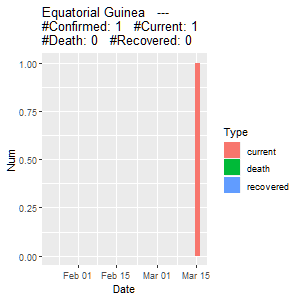 Equatorial Guinea   ---
#Confirmed: 1   #Current: 1
#Death: 0   #Recovered: 0
1.00
0.75
0.50
0.25
0.00
Num
Feb 01   Feb 15   Mar 01   Mar 15
Date
Type
current
death
recovered